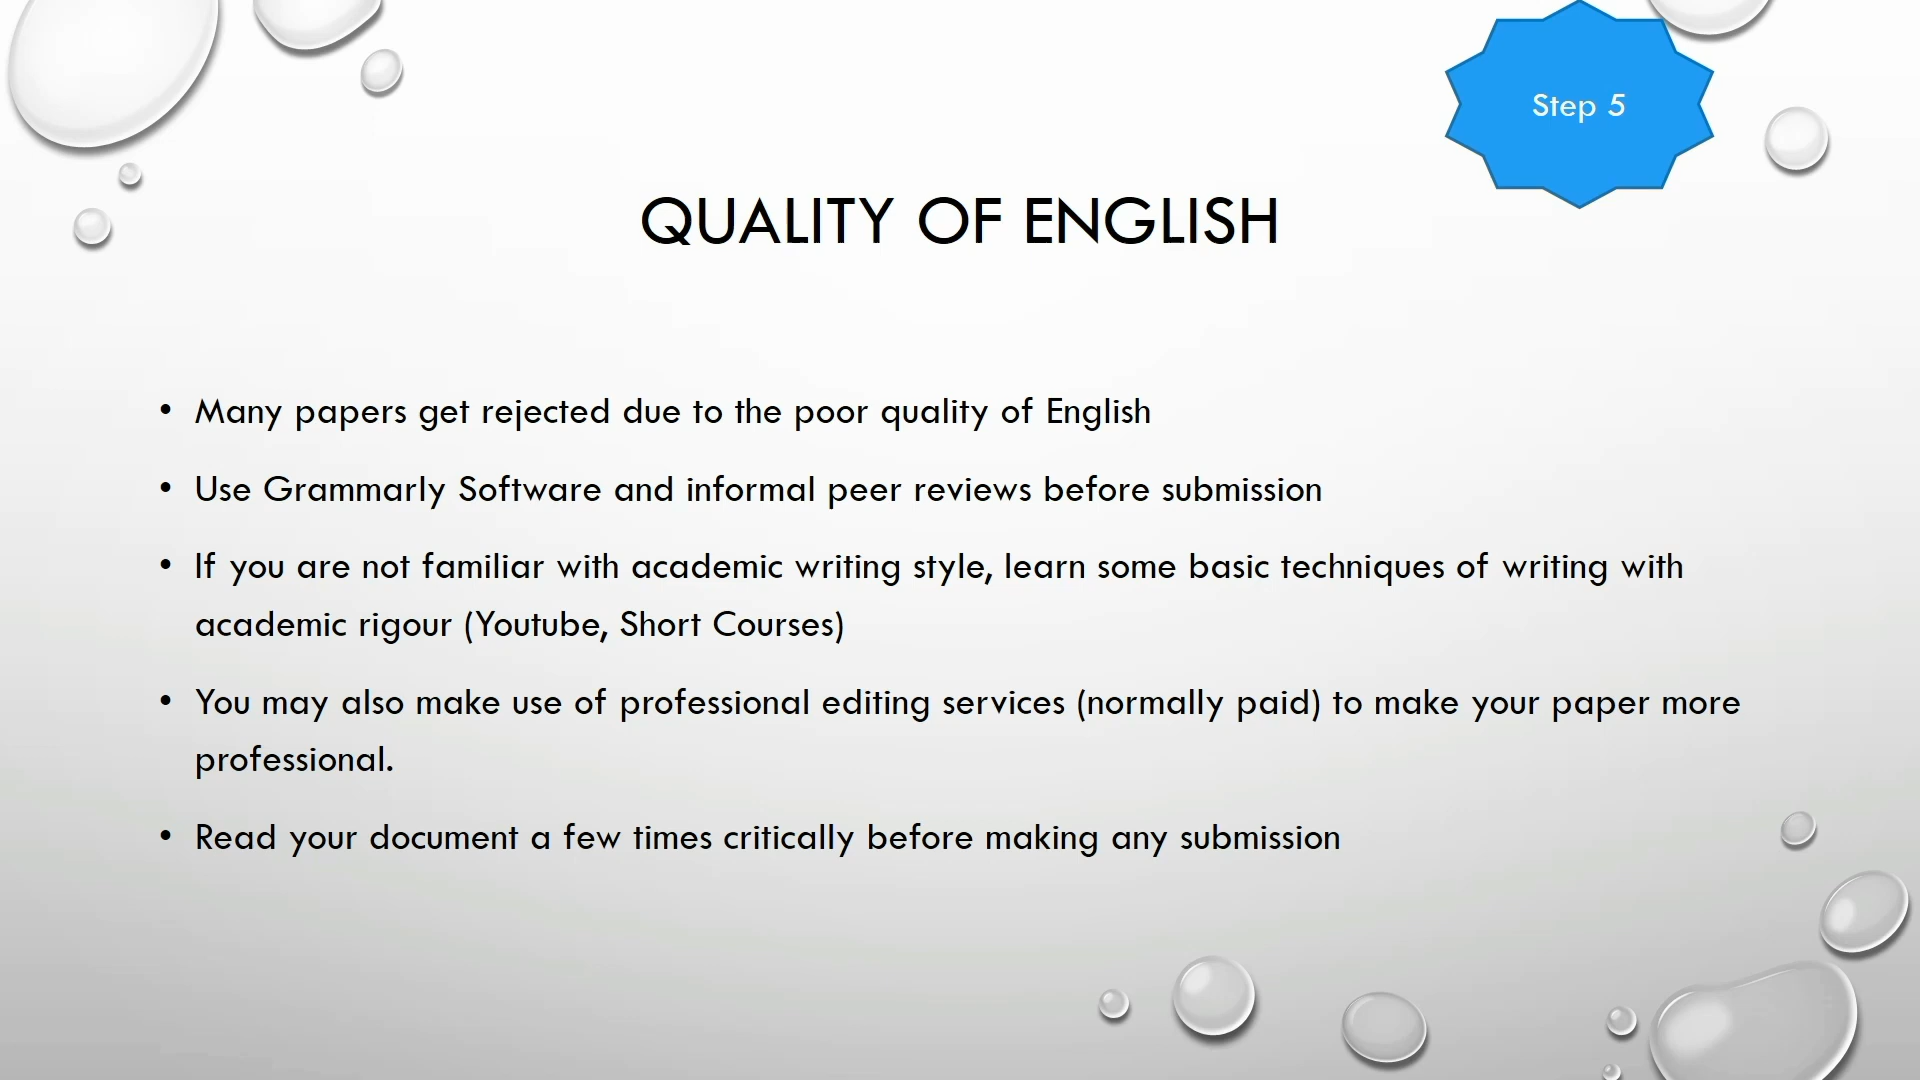 Step 5
QUALITY OF ENGLISH
• Many papers get rejected due to the poor quality of English
• Use Grammarly Software and informal peer reviews before submission
• If you are not familiar with academic writing style, learn some basic techniques of writing with
academic rigour (Youtube, Short Courses)
• You may also make use of professional editing services (normally paid) to make your paper more
professional.
• Read your document a few times critically before making any submission